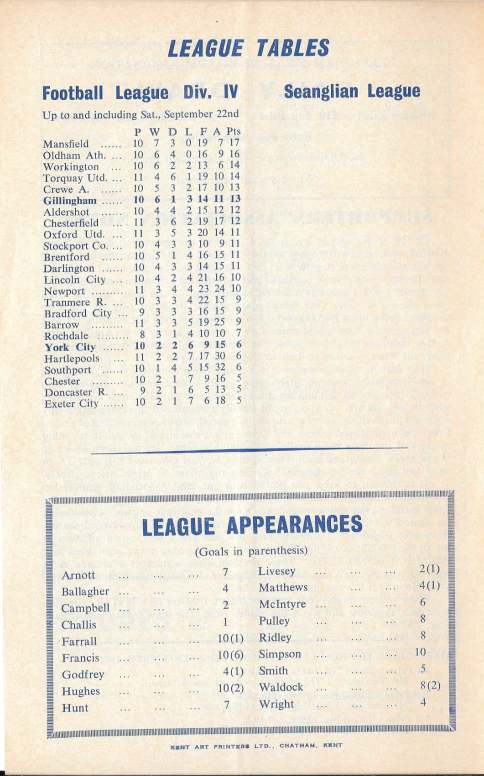 LEAGUE TABLES
Football League Div. IV
Up to and including Sat., September 22nd
P W D L F A Pts
Mansfield ...... 10 7 3 0 19 7 17
Oldham Ath. ... 10 6 4 0 16 9 16
Workington ... 10 6 2 2 13 6 14
Torquay Utd. ... 11 4 6 1 19 10 14
Crewe A. ...... 10 5 3 2 17 10 13
Gillingham ...... 10 6 1 3 14 11 13
Aldershot ...... 10 4 4 2 15 12 12
Chesterfield ... 11 3 6 2 19 17 12
Oxford Utd. ... 11 3 5 3 20 14 11
Stockport Co. ... 10 4 3 3 10 9 11
Brentford ...... 10 5 1 4 16 15 11
Darlington ...... 10 4 3 3 14 15 11
Lincoln City ... 10 4 2 4 21 16 10
Newport ......... 11 3 4 4 23 24 10
Tranmere R. ... 10 3 3 4 22 15 9
Bradford City ... 9 3 3 3 16 15 9
Barrow ......... 11 3 3 5 19 25 9
Rochdale ...... 8 3 1 4 10 10 7
York City ...... 10 2 2 6 9 15 6
Hartlepools ... 11 2 2 7 17 30 6
Southport ...... 10 1 4 5 15 32 6
Chester ......... 10 2 1 7 9 16 5
Doncaster R. ... 9 2 1 6 5 13 5
Exeter City ...... 10 2 1 7 6 18 5
Seanglian League
LEAGUE APPEARANCES
(Goals in parenthesis)
Arnott ... ... ... 7
Ballagher ... ... 4
Campbell ... ... ... 2
Challis ... ... ... 1
Farrall ... ... ... 10(1)
Francis ... ... ... 10(6)
Godfrey ... ... ... 4(1)
Hughes ... ... ... 10(2)
Hunt ... ... ... 7
Livesey ... ... ... 2(1)
Matthews ... ... ... 4(1)
McIntyre ... ... ... 6
Pulley ... ... ... 8
Ridley ... ... ... 8
Simpson ... ... ... 10
Smith ... ... ... 5
Waldock ... ... ... 8(2)
Wright ... ... ... 4
KENT ART PRINTERS LTD., CHATHAM, KENT